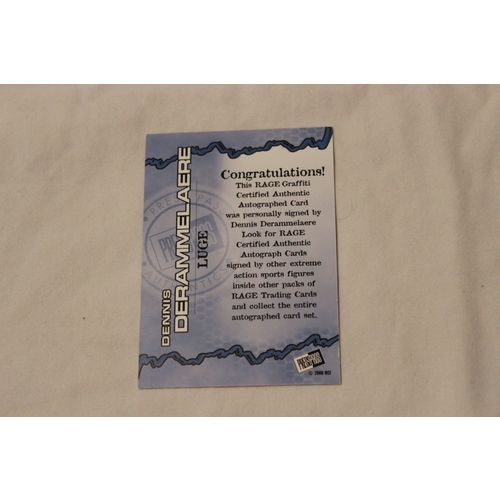 DENNIS
DERAMMELAERE
LUGE
Congratulations!
This RAGE Graffiti
Certified Authentic
Autographed Card
was personally signed by
Dennis Derammelaere
Look for RAGE
Certified Authentic
Autograph Cards
signed by other extreme
action sports figures
inside other packs of
RAGE Trading Cards
and collect the entire
autographed card set.